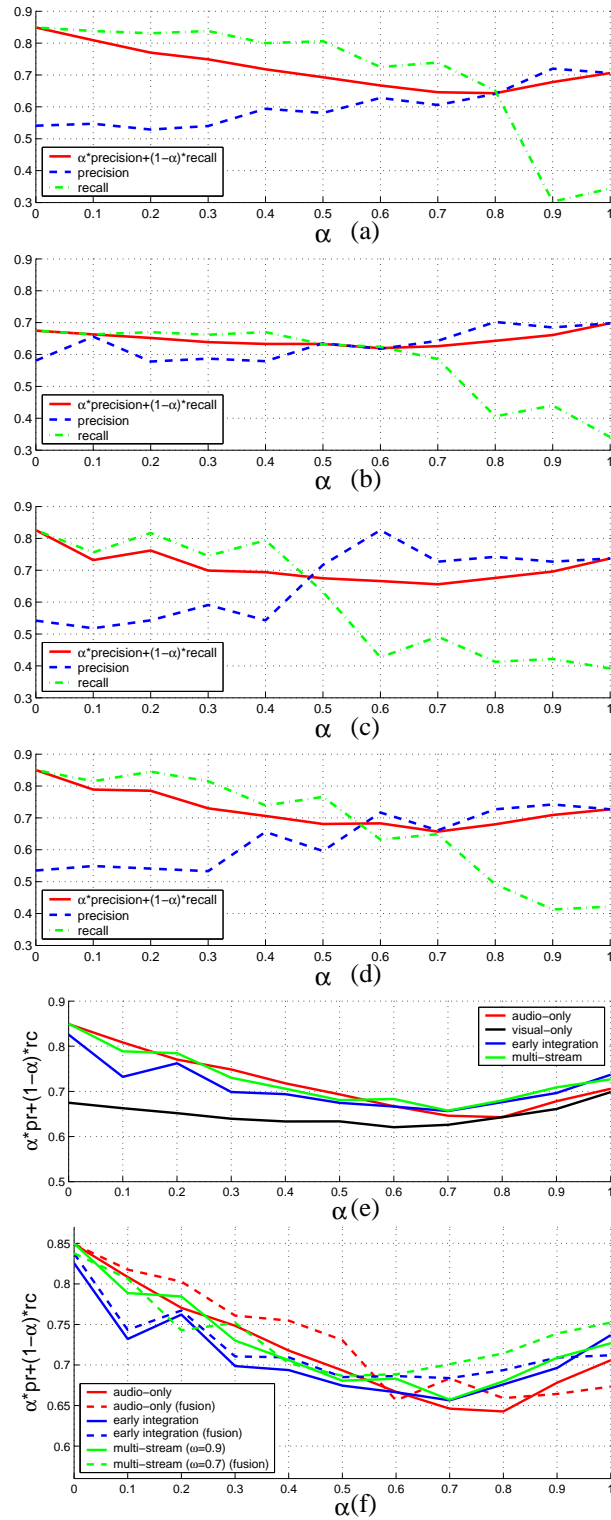 0.9
0.8
0.7
0.6
0.5
0.4
0.3
α*precision+(1−α)*recall
precision
recall
0 0.1 0.2 0.3 0.4 0.5 0.6 0.7 0.8 0.9 1
α (a)
0.9
0.8
0.7
0.6
0.5
0.4
0.3
α*precision+(1−α)*recall
precision
recall
0 0.1 0.2 0.3 0.4 0.5 0.6 0.7 0.8 0.9 1
α (b)
0.9
0.8
0.7
0.6
0.5
0.4
0.3
α*precision+(1−α)*recall
precision
recall
0 0.1 0.2 0.3 0.4 0.5 0.6 0.7 0.8 0.9 1
α (c)
0.9
0.8
0.7
0.6
0.5
0.4
0.3
α*precision+(1−α)*recall
precision
recall
0 0.1 0.2 0.3 0.4 0.5 0.6 0.7 0.8 0.9 1
α (d)
α*pr+(1−α)*rc
0.9
0.8
0.7
0.6
0.5
audio−only
visual−only
early integration
multi−stream
0 0.1 0.2 0.3 0.4 0.5 0.6 0.7 0.8 0.9 1
α (e)
α*pr+(1−α)*rc
0.85
0.8
0.75
0.7
0.65
0.6
audio−only
audio−only (fusion)
early integration
early integration (fusion)
multi−stream (ω=0.9)
multi−stream (ω=0.7) (fusion)
0 0.1 0.2 0.3 0.4 0.5 0.6 0.7 0.8 0.9 1
α (f)